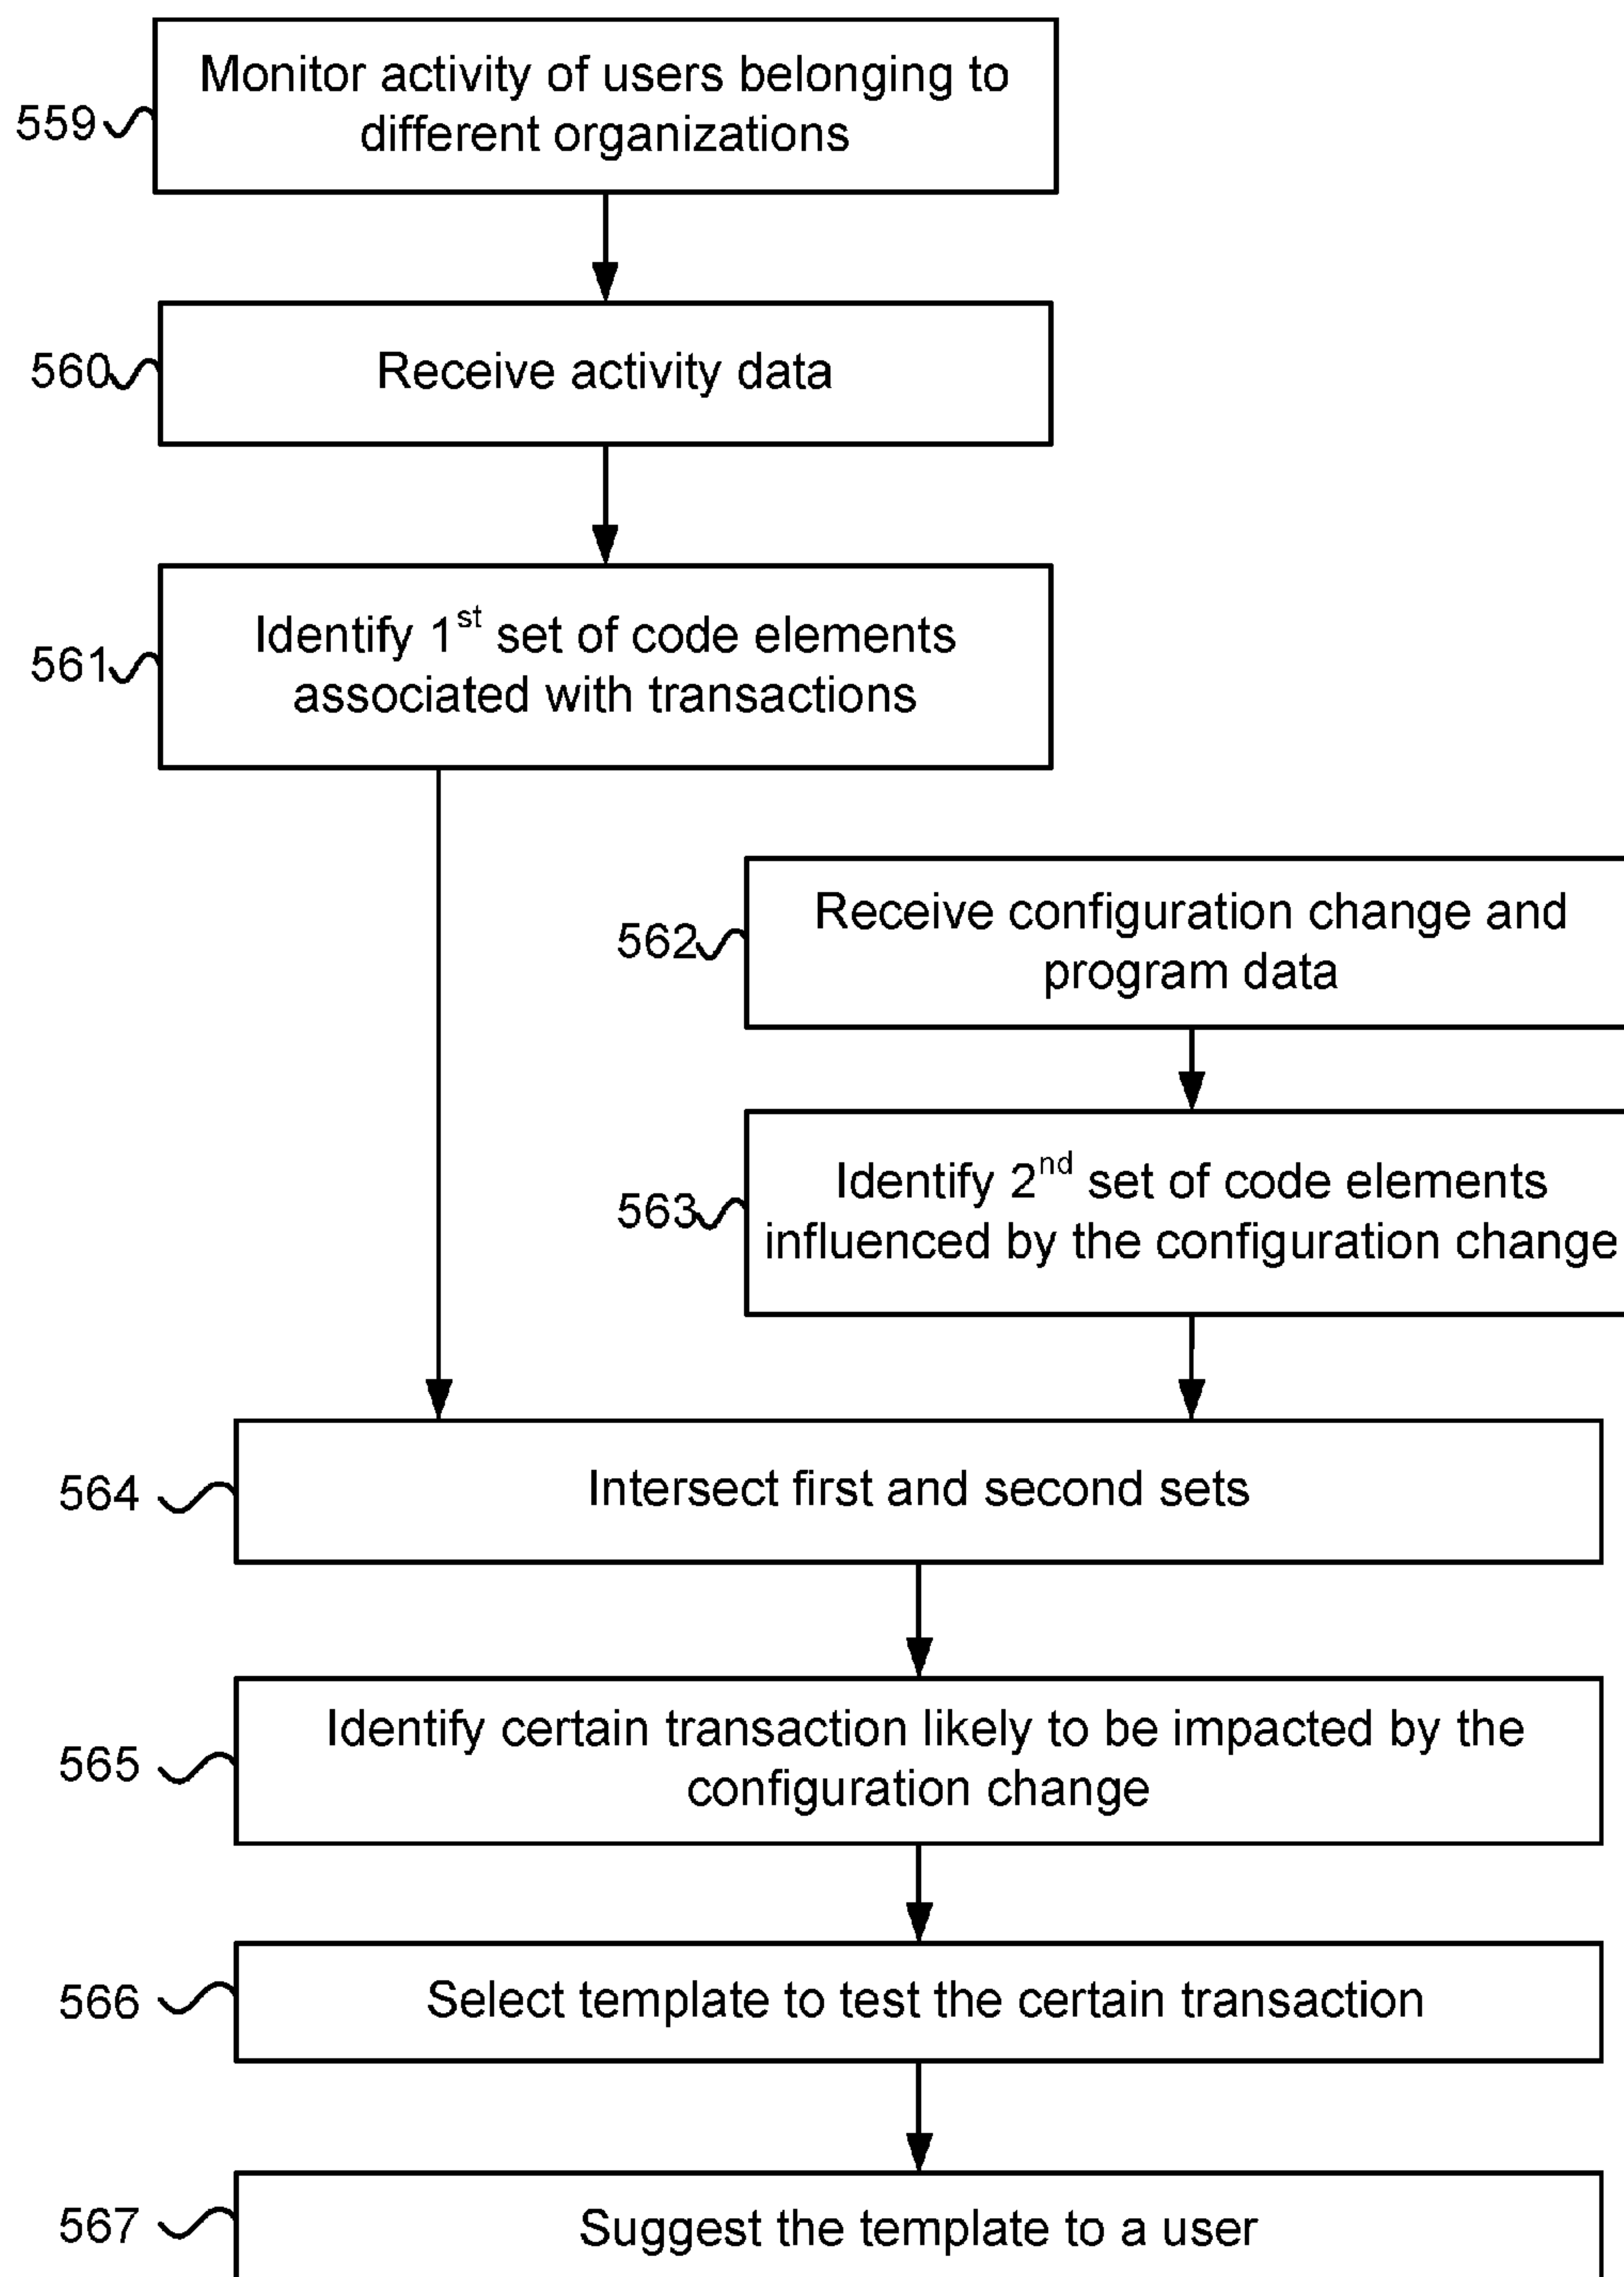 Monitor activity of users belonging to
different organizations
559
Receive activity data
560
Identify 1st set of code elements
associated with transactions
561
Receive configuration change and
program data
562
Identify 2nd set of code elements
influenced by the configuration change
563
Intersect first and second sets
564
Identify certain transaction likely to be impacted by the
configuration change
565
Select template to test the certain transaction
566
Suggest the template to a user
567